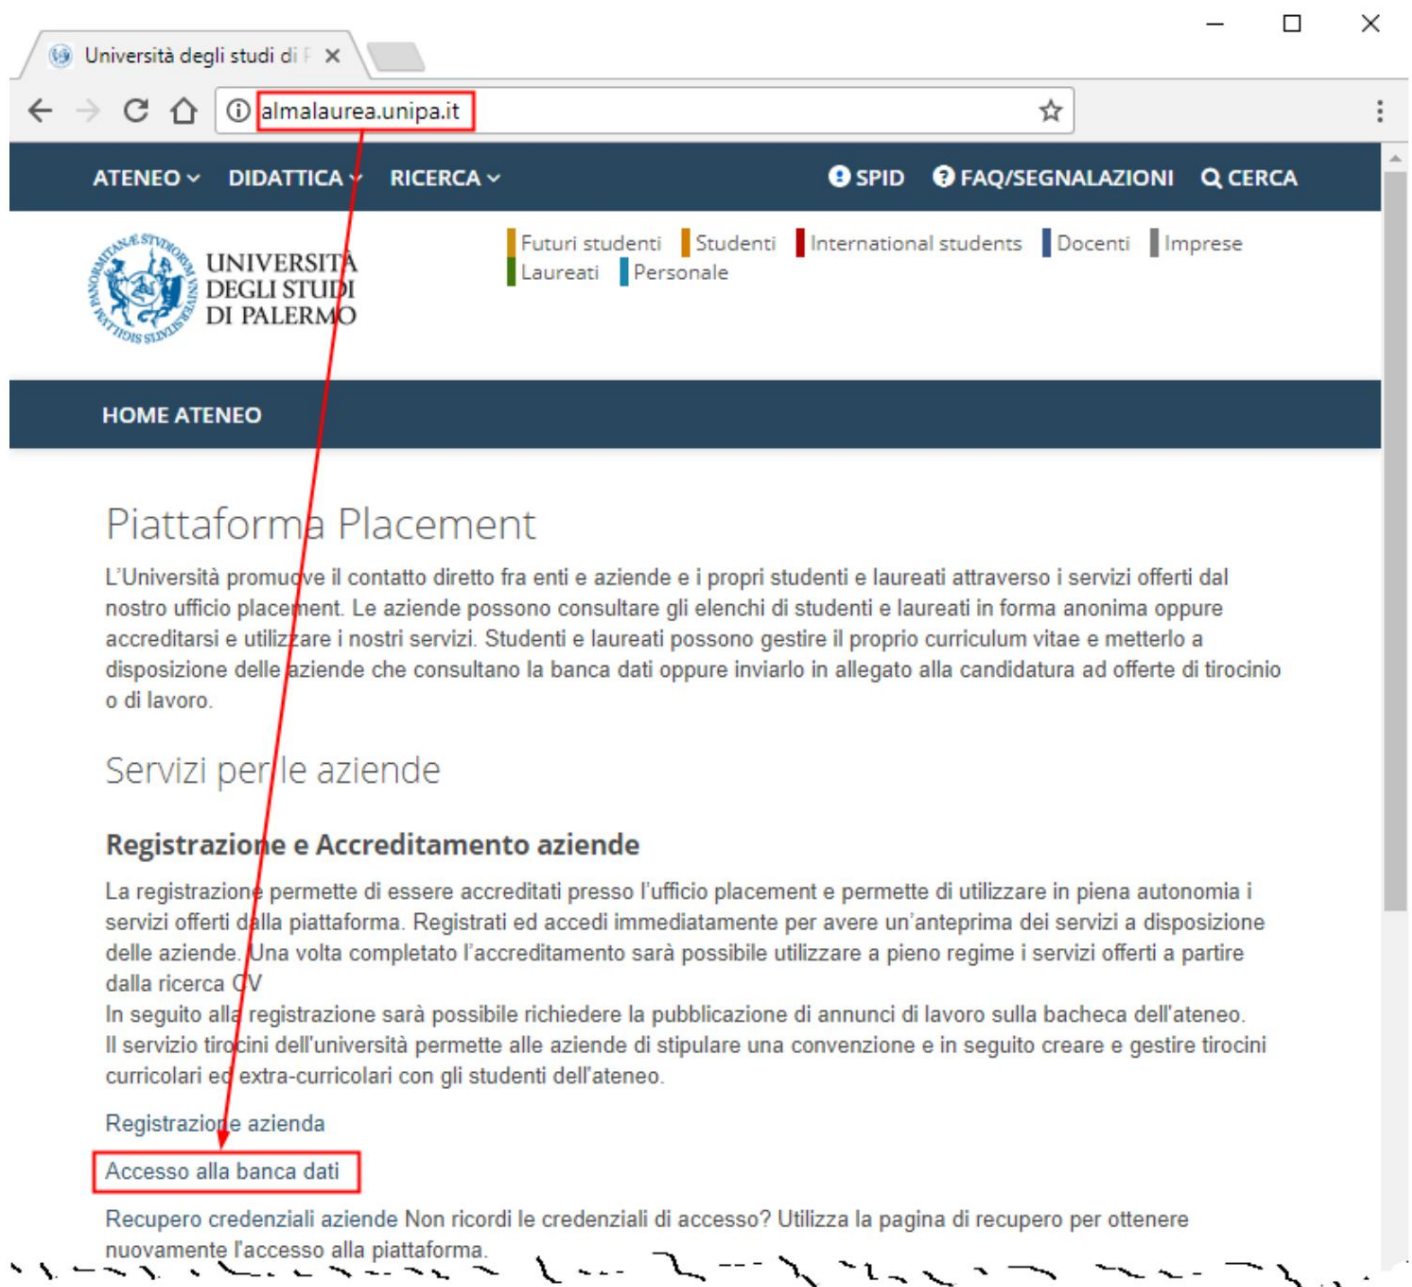 Università degli studi di P
almalaurea.unipa.it
ATENEO DIDATTICA RICERCA SPID FAQ/SEGNALAZIONI CERCA
PANORMITANÆ STVDIORVM VNIVERSITATIS SIGILLVM
UNIVERSITÀ
DEGLI STUDI
DI PALERMO
Futuri studenti Studenti International students Docenti Imprese
Laureati Personale
HOME ATENEO
Piattaforma Placement
L'Università promuove il contatto diretto fra enti e aziende e i propri studenti e laureati attraverso i servizi offerti dal
nostro ufficio placement. Le aziende possono consultare gli elenchi di studenti e laureati in forma anonima oppure
accreditarsi e utilizzare i nostri servizi. Studenti e laureati possono gestire il proprio curriculum vitae e metterlo a
disposizione delle aziende che consultano la banca dati oppure inviarlo in allegato alla candidatura ad offerte di tirocinio
o di lavoro.
Servizi per le aziende
Registrazione e Accreditamento aziende
La registrazione permette di essere accreditati presso l'ufficio placement e permette di utilizzare in piena autonomia i
servizi offerti dalla piattaforma. Registrati ed accedi immediatamente per avere un'anteprima dei servizi a disposizione
delle aziende. Una volta completato l'accreditamento sarà possibile utilizzare a pieno regime i servizi offerti a partire
dalla ricerca CV
In seguito alla registrazione sarà possibile richiedere la pubblicazione di annunci di lavoro sulla bacheca dell'ateneo.
Il servizio tirocini dell'università permette alle aziende di stipulare una convenzione e in seguito creare e gestire tirocini
curricolari ed extra-curricolari con gli studenti dell'ateneo.
Registrazione azienda
Accesso alla banca dati
Recupero credenziali aziende Non ricordi le credenziali di accesso? Utilizza la pagina di recupero per ottenere
nuovamente l'accesso alla piattaforma.